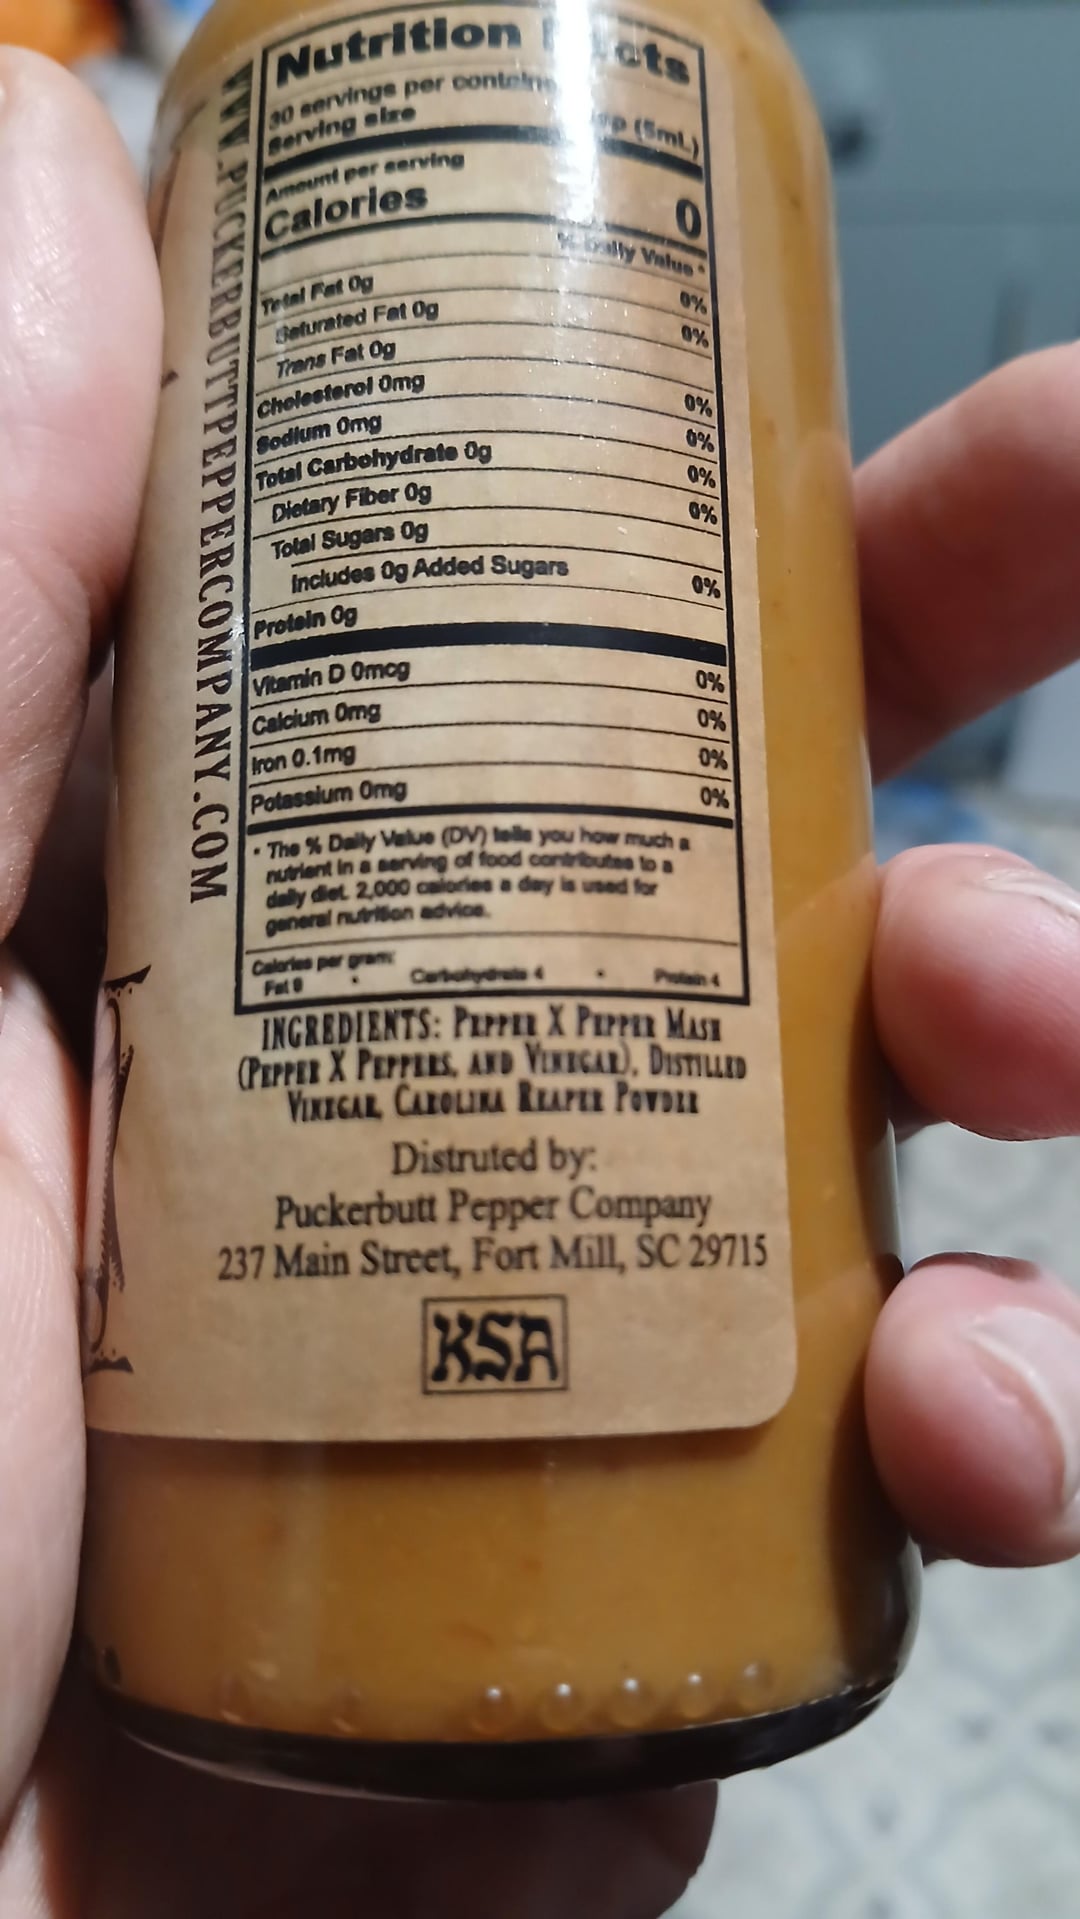 WWW.PUCKERBUTTPEPPERCOMPANY.COM
Nutrition
30 servings per
Serving size (5mL)
Amount per serving
Calories 0
% Daily Value *
Total Fat 0g 0%
Saturated Fat 0g 0%
Trans Fat 0g
Cholesterol 0mg 0%
Sodium 0mg 0%
Total Carbohydrate 0g 0%
Dietary Fiber 0g 0%
Total Sugars 0g
Includes 0g Added Sugars 0%
Protein 0g
Vitamin D 0mcg 0%
Calcium 0mg 0%
Iron 0.1mg 0%
Potassium 0mg 0%
* The % Daily Value (DV) tells you how much a
nutrient in a serving of food contributes to a
daily diet. 2,000 calories a day is used for
general nutrition advice.
Calories per gram:
Fat 9 • Carbohydrate 4 • Protein 4
INGREDIENTS: PEPPER X PEPPER MASH
(PEPPER X PEPPERS, AND VINEGAR), DISTILLED
VINEGAR, CAROLINA REAPER POWDER
Distruted by:
Puckerbutt Pepper Company
237 Main Street, Fort Mill, SC 29715
KSA